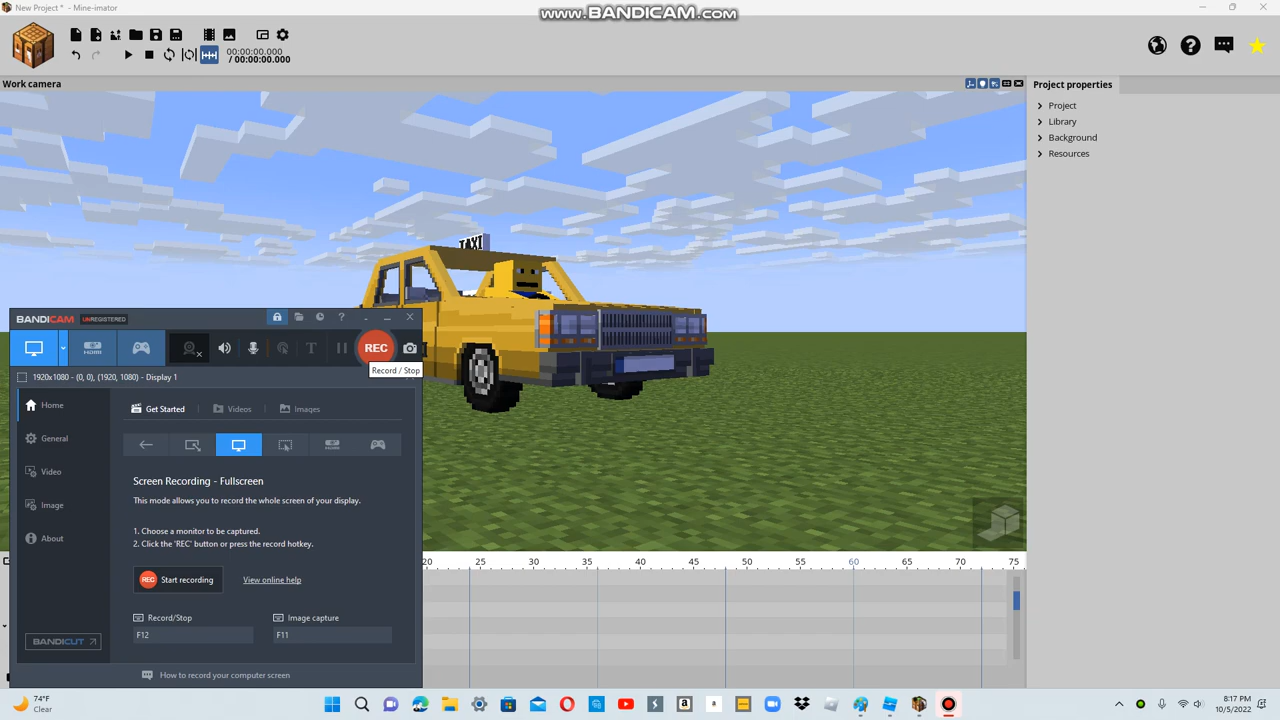 New Project * - Mine-imator
www.BANDICAM.com
00:00:00.000
/ 00:00:00.000
Work camera
Project properties
Project
Library
Background
Resources
TAXI
BANDICAM UNREGISTERED
HDMI
REC
Record / Stop
1920x1080 - (0, 0), (1920, 1080) - Display 1
Home
General
Video
Image
About
BANDICUT
Get Started
Videos
Images
Screen Recording - Fullscreen
This mode allows you to record the whole screen of your display.
1. Choose a monitor to be captured.
2. Click the 'REC' button or press the record hotkey.
REC Start recording
View online help
Record/Stop
Image capture
F12
F11
How to record your computer screen
20 25 30 35 40 45 50 55 60 65 70 75
74°F
Clear
8:17 PM
10/5/2022